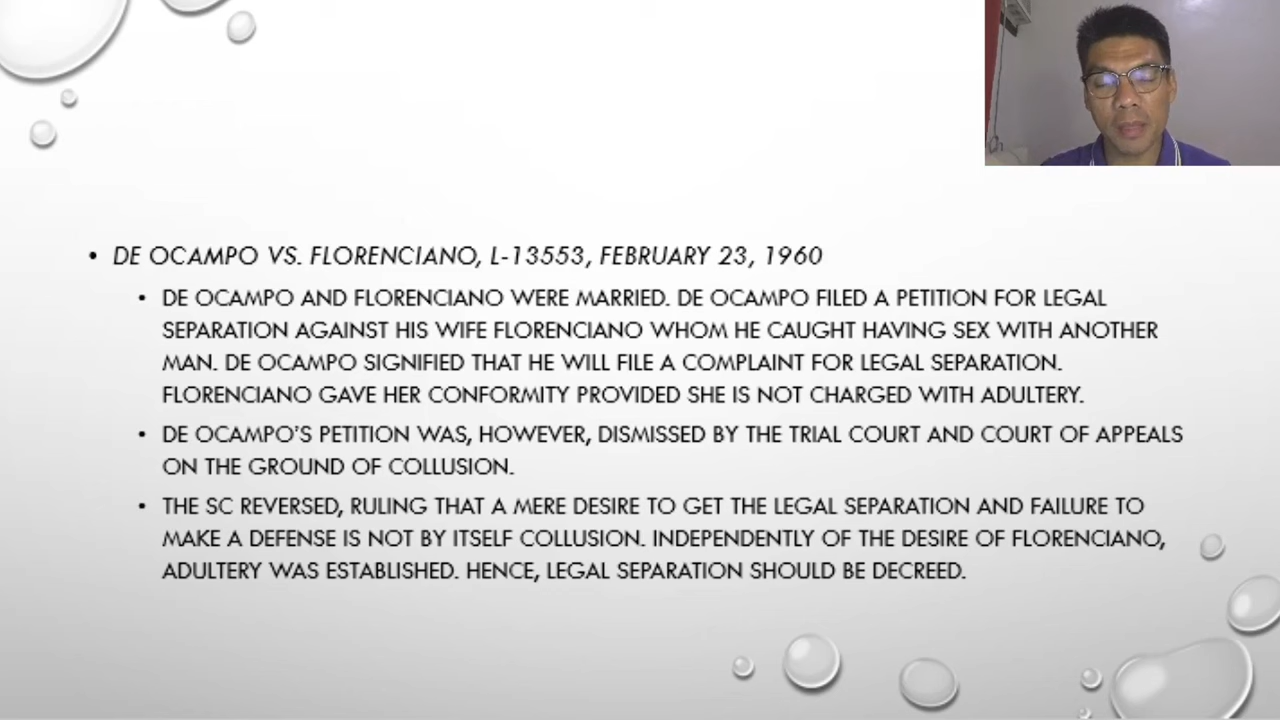 • DE OCAMPO VS. FLORENCIANO, L-13553, FEBRUARY 23, 1960
• DE OCAMPO AND FLORENCIANO WERE MARRIED. DE OCAMPO FILED A PETITION FOR LEGAL
SEPARATION AGAINST HIS WIFE FLORENCIANO WHOM HE CAUGHT HAVING SEX WITH ANOTHER
MAN. DE OCAMPO SIGNIFIED THAT HE WILL FILE A COMPLAINT FOR LEGAL SEPARATION.
FLORENCIANO GAVE HER CONFORMITY PROVIDED SHE IS NOT CHARGED WITH ADULTERY.
• DE OCAMPO'S PETITION WAS, HOWEVER, DISMISSED BY THE TRIAL COURT AND COURT OF APPEALS
ON THE GROUND OF COLLUSION.
• THE SC REVERSED, RULING THAT A MERE DESIRE TO GET THE LEGAL SEPARATION AND FAILURE TO
MAKE A DEFENSE IS NOT BY ITSELF COLLUSION. INDEPENDENTLY OF THE DESIRE OF FLORENCIANO,
ADULTERY WAS ESTABLISHED. HENCE, LEGAL SEPARATION SHOULD BE DECREED.